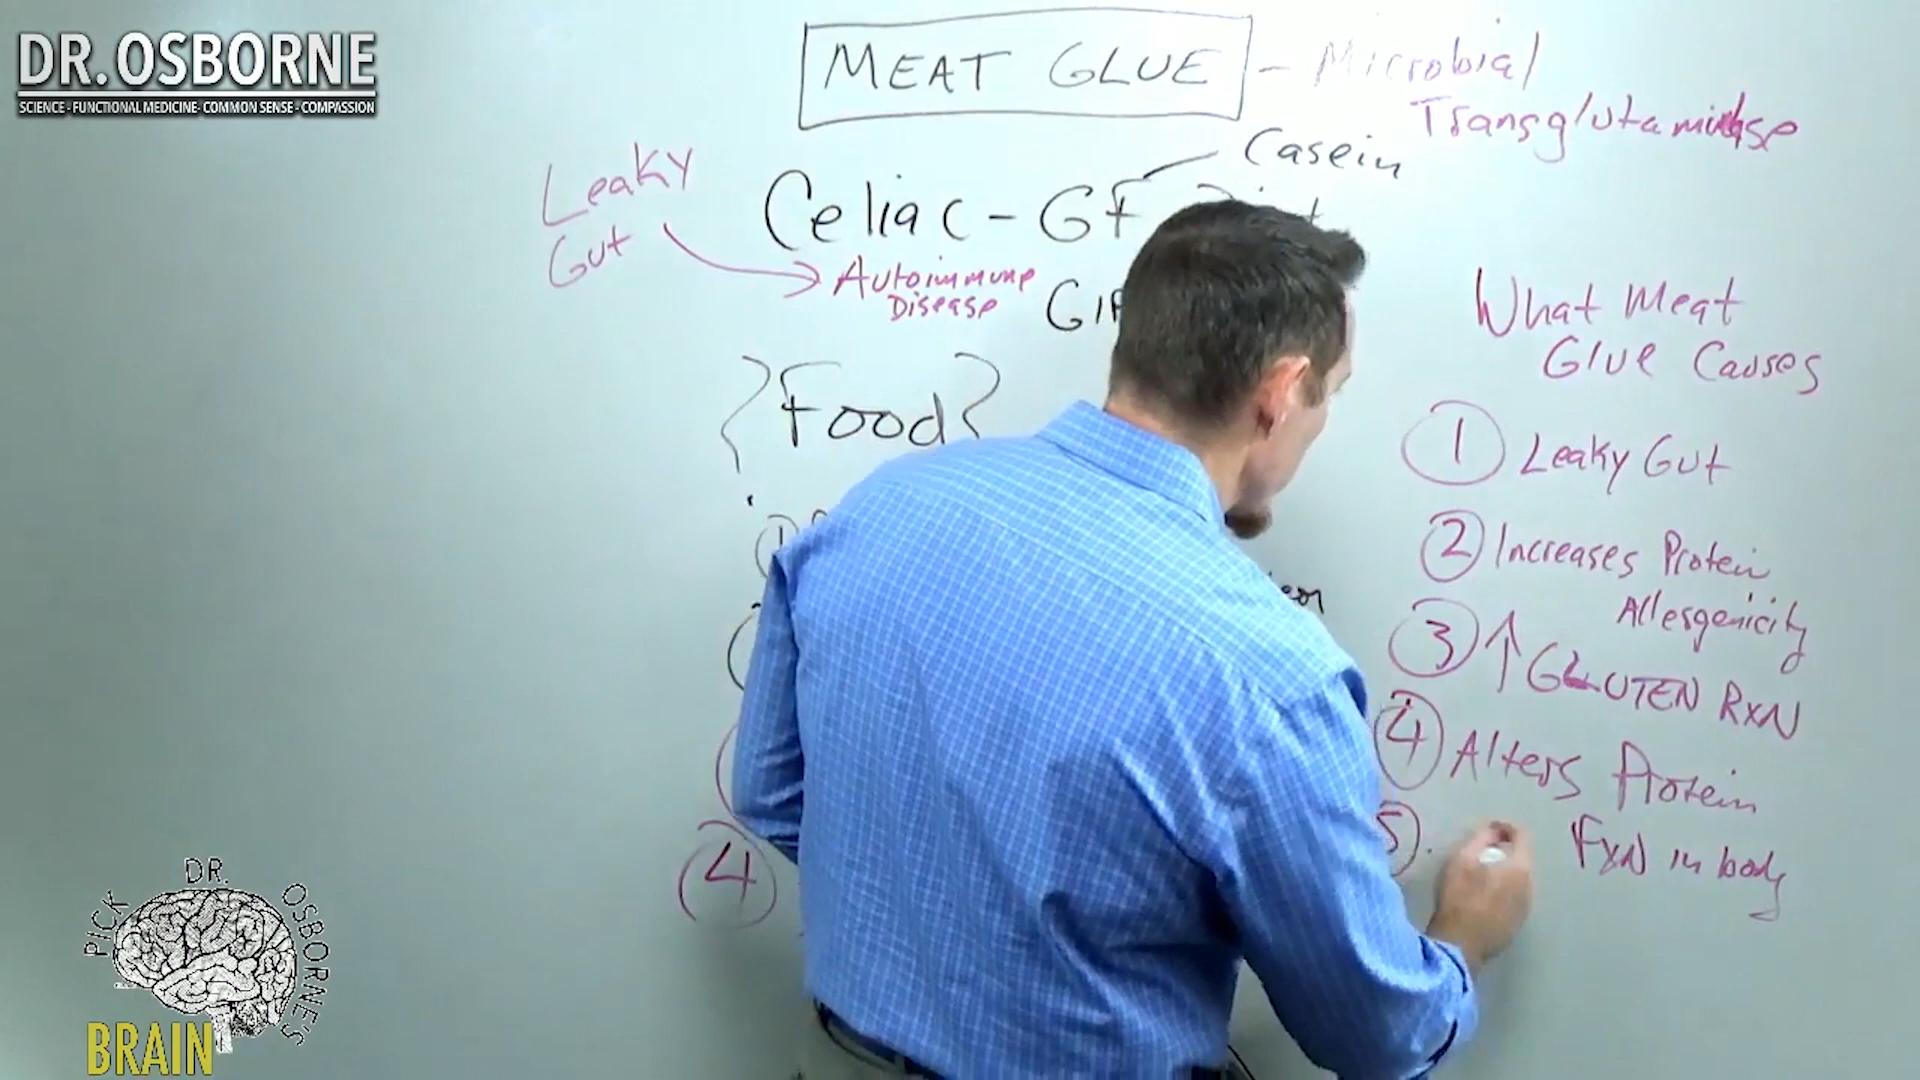 DR. OSBORNE
SCIENCE - FUNCTIONAL MEDICINE - COMMON SENSE - COMPASSION
MEAT GLUE - Microbial
Transglutaminase
Casein
Leaky
Gut
Celiac - GF
Autoimmune
Disease
{Food}
4
What Meat
Glue Causes
1 Leaky Gut
2 Increases Protein
Allergenicity
3 ↑ GLUTEN RXN
4 Alters Protein
FXN in body
5.
PICK DR. OSBORNE'S
BRAIN